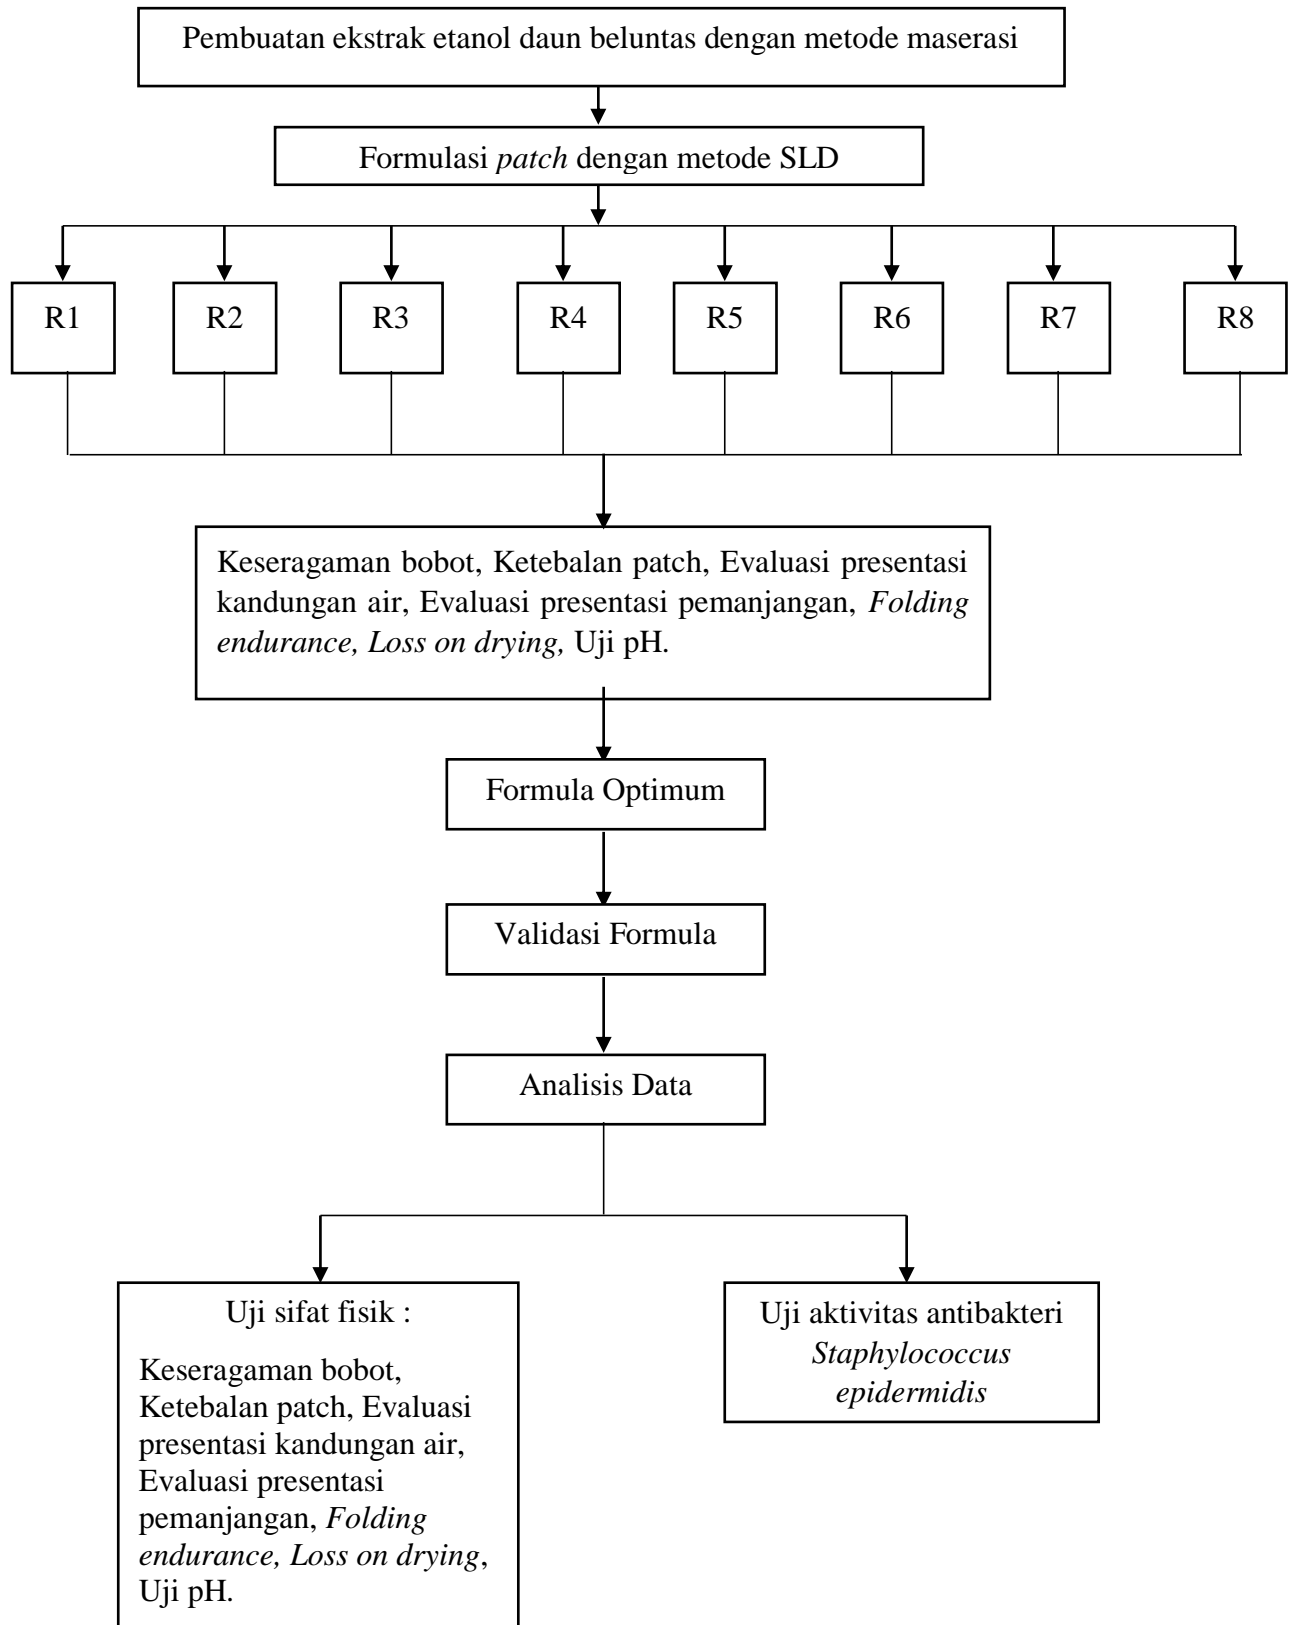 Pembuatan ekstrak etanol daun beluntas dengan metode maserasi
Formulasi patch dengan metode SLD
R1 R2 R3 R4 R5 R6 R7 R8
Keseragaman bobot, Ketebalan patch, Evaluasi presentasi
kandungan air, Evaluasi presentasi pemanjangan, Folding
endurance, Loss on drying, Uji pH.
Formula Optimum
Validasi Formula
Analisis Data
Uji sifat fisik :
Keseragaman bobot,
Ketebalan patch, Evaluasi
presentasi kandungan air,
Evaluasi presentasi
pemanjangan, Folding
endurance, Loss on drying,
Uji pH.
Uji aktivitas antibakteri
Staphylococcus
epidermidis